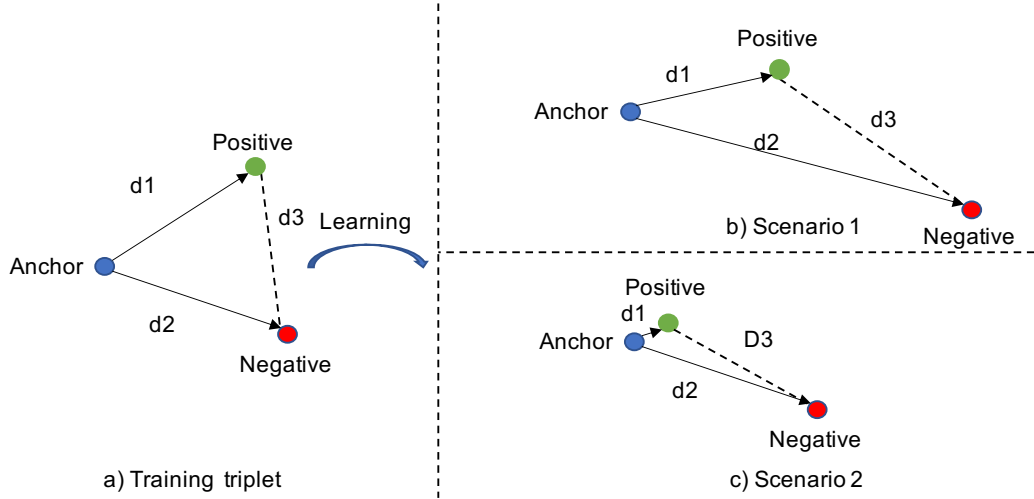 Positive
d1
d3
Anchor
d2
Negative
a) Training triplet
Learning
Positive
d1
Anchor
d3
d2
b) Scenario 1
Negative
Positive
d1
Anchor
D3
d2
Negative
c) Scenario 2